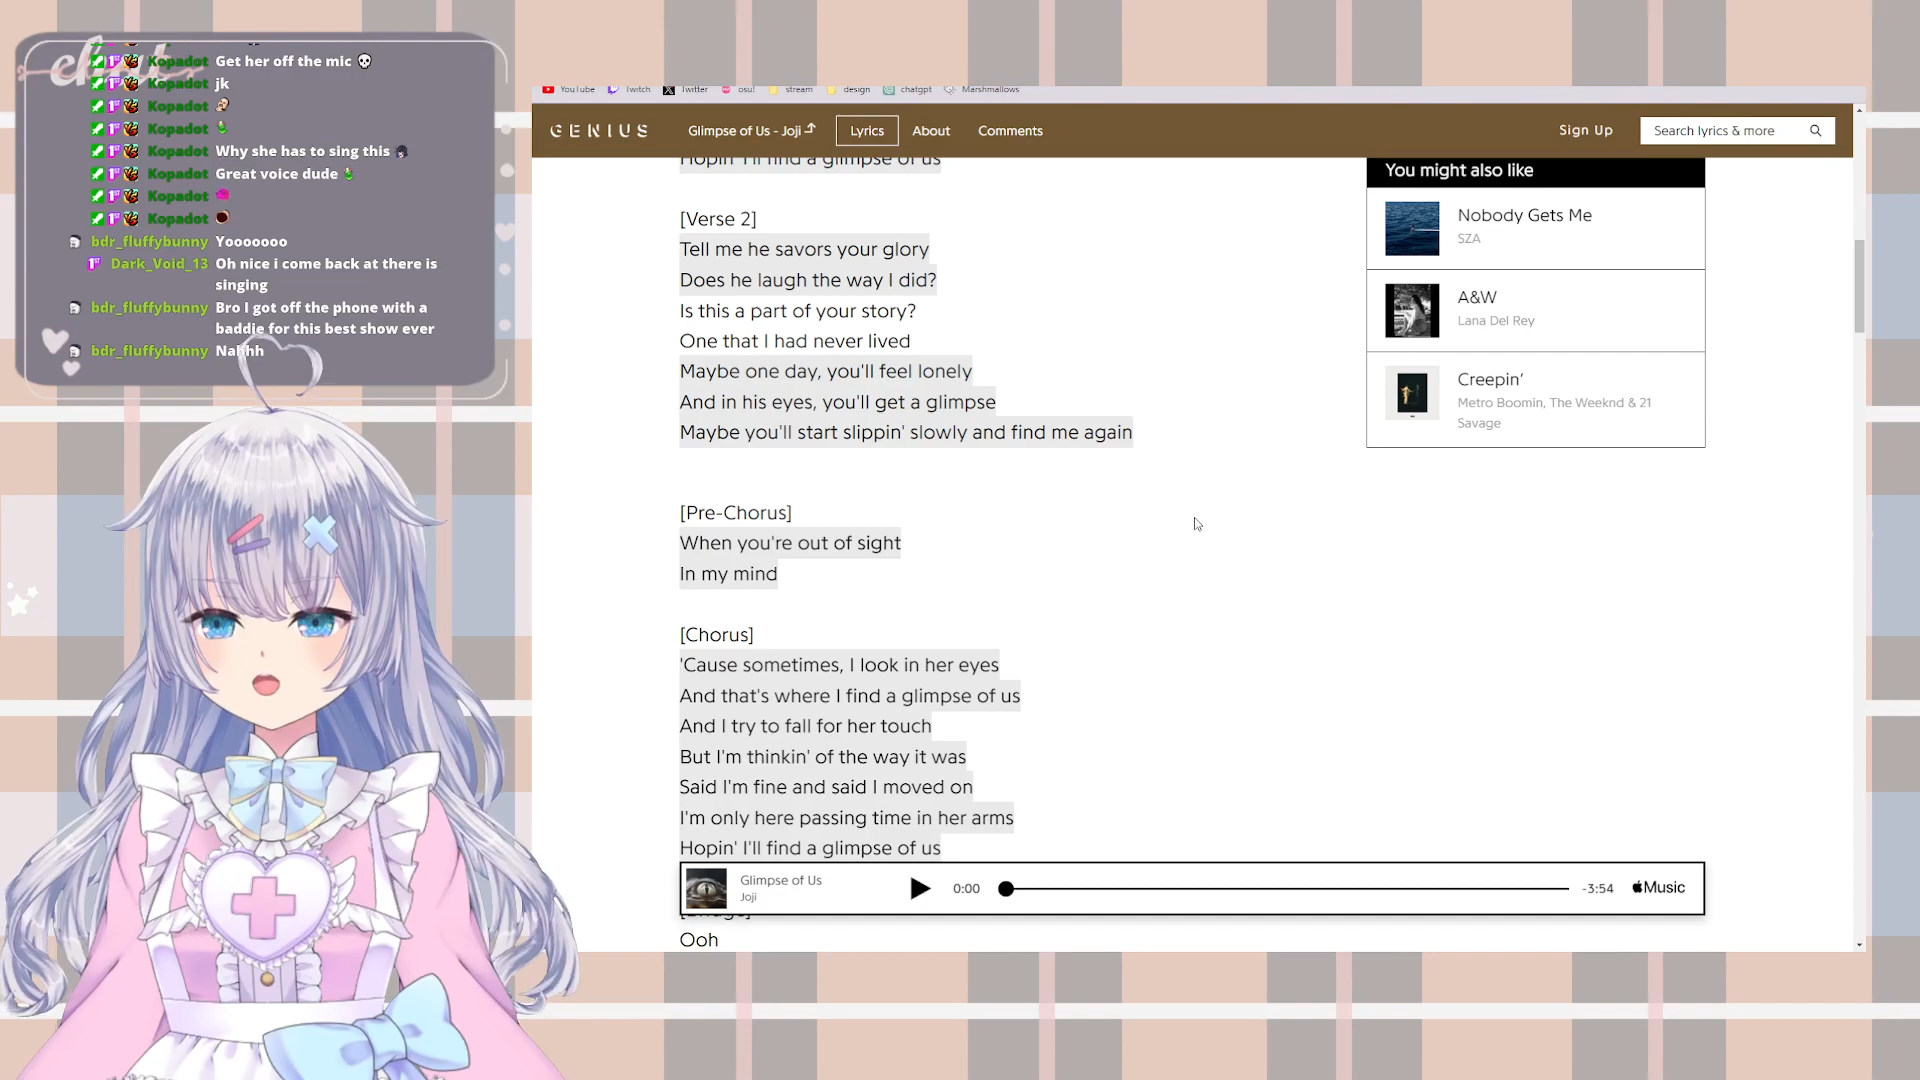 chat
Kopadot Get her off the mic
Kopadot jk
Kopadot
Kopadot
Kopadot Why she has to sing this
Kopadot Great voice dude
Kopadot
Kopadot
bdr_fluffybunny Yooooooo
Dark_Void_13 Oh nice i come back at there is
singing
bdr_fluffybunny Bro I got off the phone with a
baddie for this best show ever
bdr_fluffybunny Nahhh
YouTube Twitch Twitter osu! stream design chatgpt Marshmallows
GENIUS Glimpse of Us - Joji Lyrics About Comments Sign Up Search lyrics & more
Hopin' I'll find a glimpse of us
[Verse 2]
Tell me he savors your glory
Does he laugh the way I did?
Is this a part of your story?
One that I had never lived
Maybe one day, you'll feel lonely
And in his eyes, you'll get a glimpse
Maybe you'll start slippin' slowly and find me again
[Pre-Chorus]
When you're out of sight
In my mind
[Chorus]
'Cause sometimes, I look in her eyes
And that's where I find a glimpse of us
And I try to fall for her touch
But I'm thinkin' of the way it was
Said I'm fine and said I moved on
I'm only here passing time in her arms
Hopin' I'll find a glimpse of us
[Bridge]
Ooh
You might also like
Nobody Gets Me
SZA
A&W
Lana Del Rey
Creepin'
Metro Boomin, The Weeknd & 21
Savage
Glimpse of Us
Joji
0:00
-3:54
Music